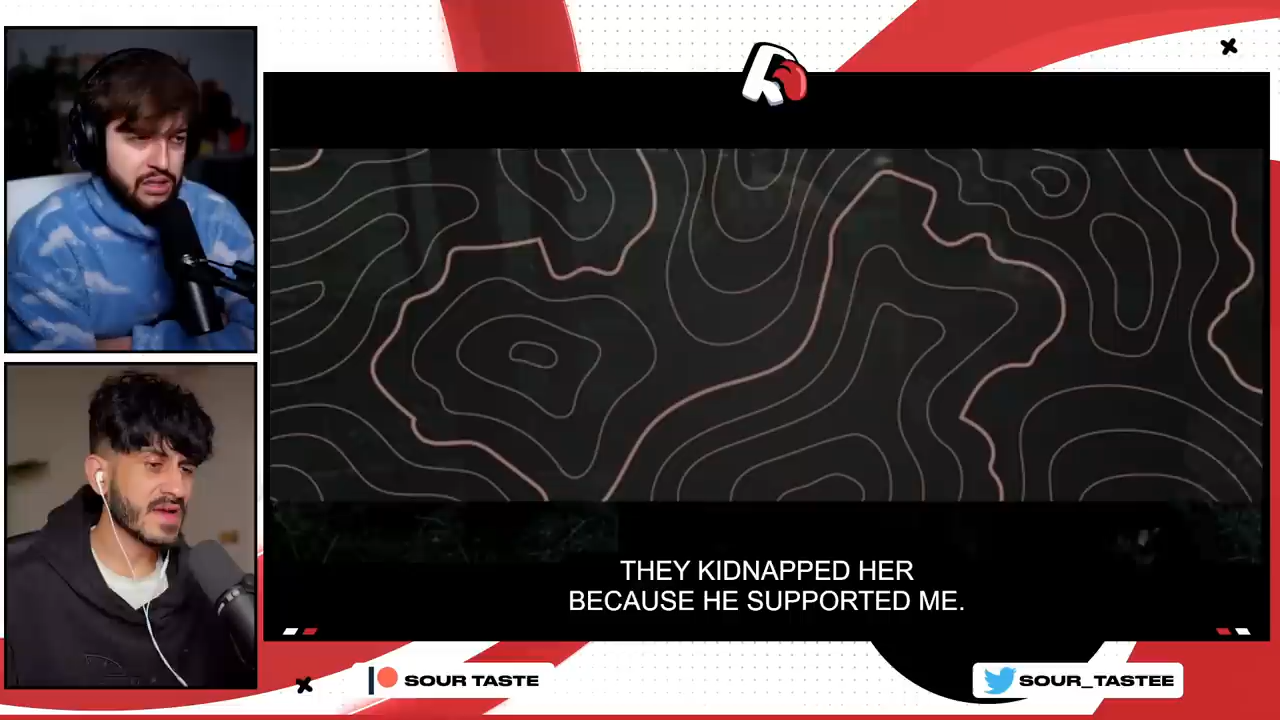 THEY KIDNAPPED HER
BECAUSE HE SUPPORTED ME.
SOUR TASTE
SOUR_TASTEE